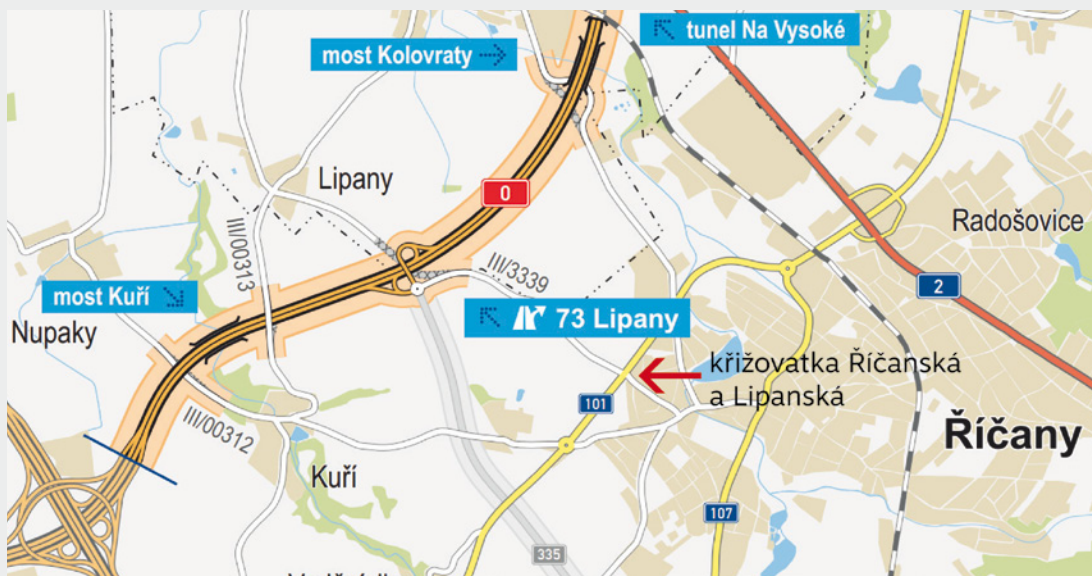 tunel Na Vysoké
most Kolovraty
Lipany
0
III/00313
Radošovice
III/3339
2
most Kuří
73 Lipany
Nupaky
křižovatka Říčanská
a Lipanská
101
Říčany
III/00312
Kuří
107
335